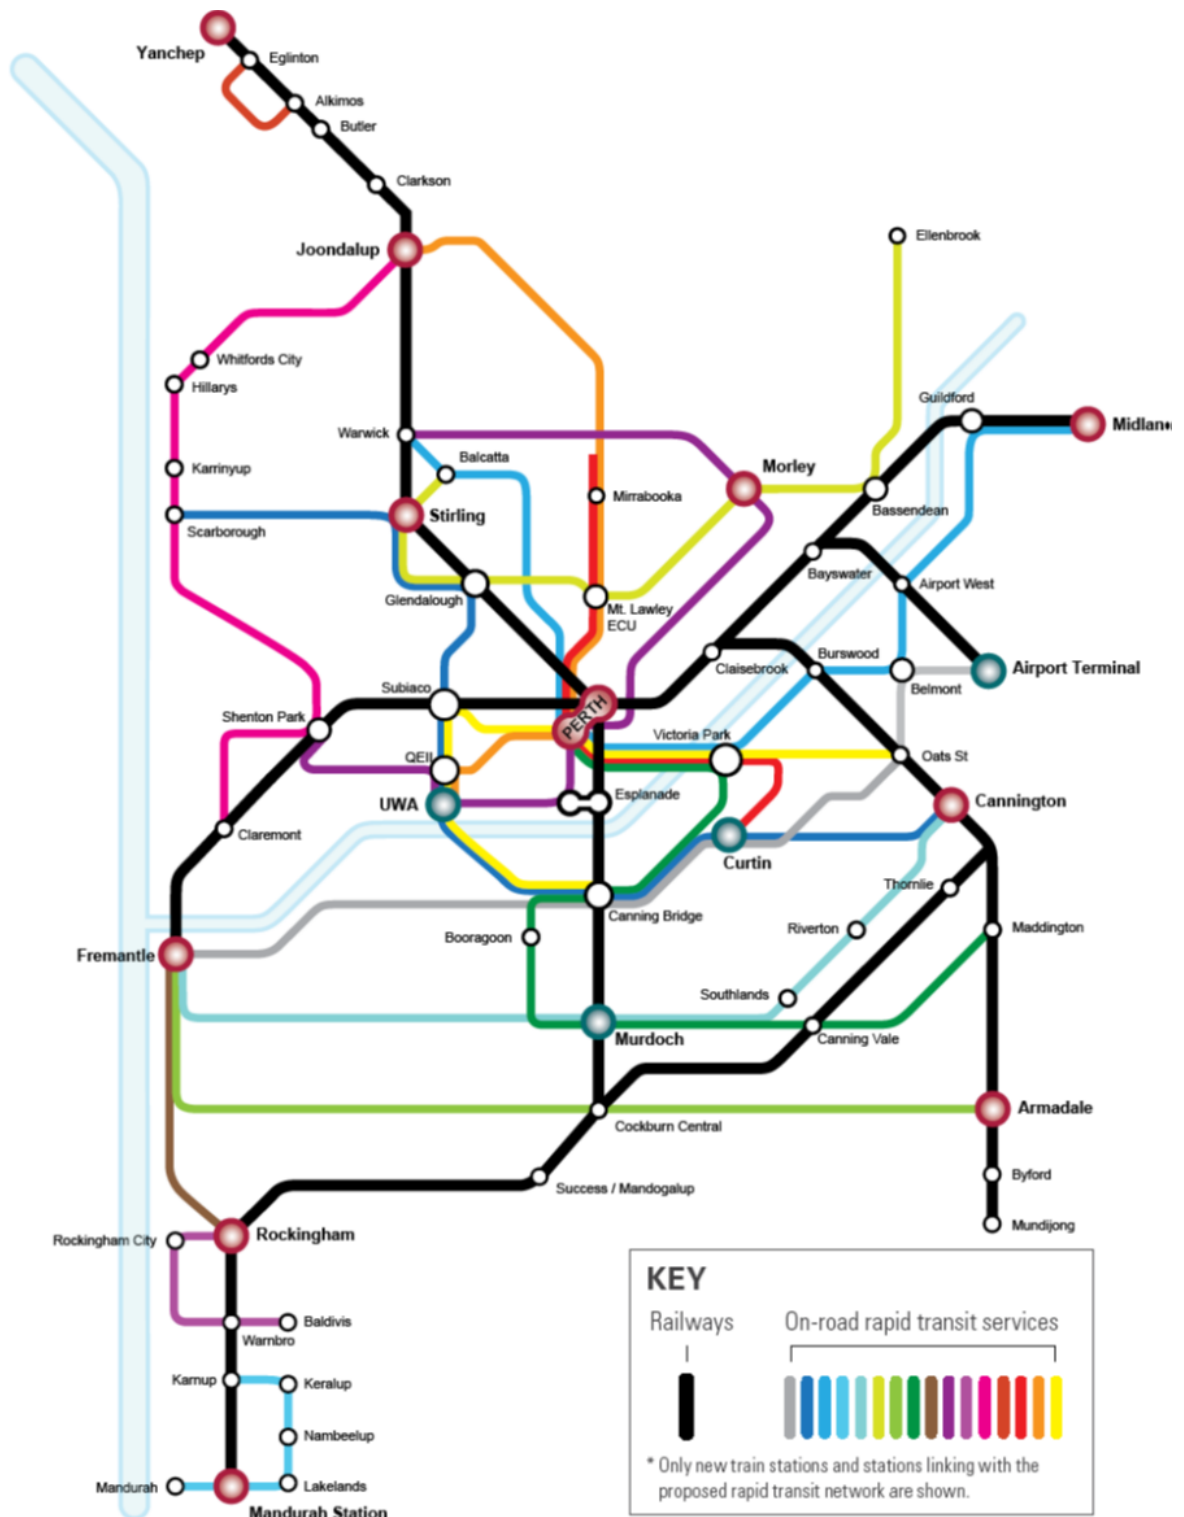 Yanchep
Eglinton
Alkimos
Butler
Clarkson
Joondalup
Ellenbrook
Whitfords City
Hillarys
Guildford
Midlan
Warwick
Balcatta
Morley
Karrinyup
Mirrabooka
Stirling
Bassendean
Scarborough
Bayswater
Airport West
Glendalough
Mt. Lawley
ECU
Burswood
Claisebrook
Airport Terminal
Subiaco
Belmont
Shenton Park
PERTH
Victoria Park
QEII
Oats St
UWA
Esplanade
Cannington
Claremont
Curtin
Thornlie
Canning Bridge
Riverton
Maddington
Booragoon
Fremantle
Southlands
Murdoch
Canning Vale
Armadale
Cockburn Central
Byford
Success / Mandogalup
Mundijong
Rockingham
Rockingham City
Baldivis
Warnbro
Karnup
Keralup
Nambeelup
Mandurah
Lakelands
Mandurah Station
KEY
Railways
On-road rapid transit services
* Only new train stations and stations linking with the
proposed rapid transit network are shown.